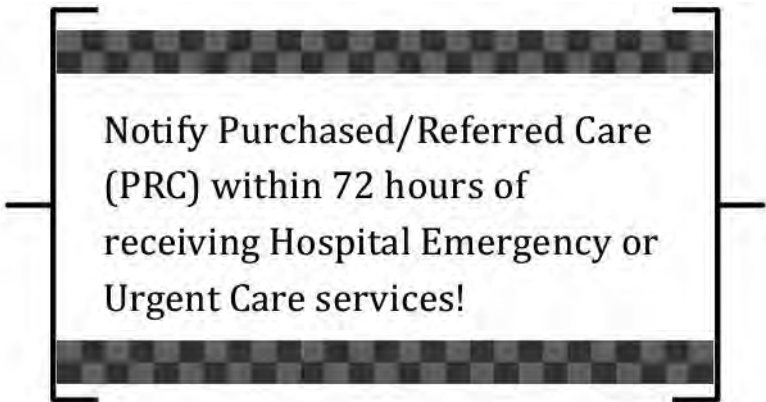 Notify Purchased/Referred Care
(PRC) within 72 hours of
receiving Hospital Emergency or
Urgent Care services!